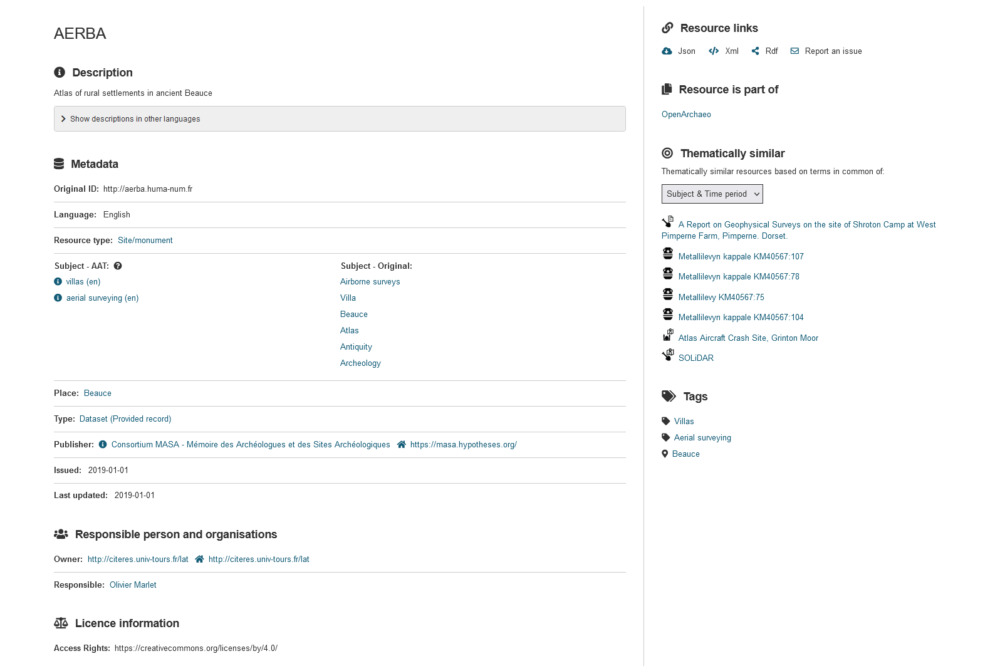 AERBA
Description
Atlas of rural settlements in ancient Beauce
Show descriptions in other languages
Metadata
Original ID: http://aerba.huma-num.fr
Language: English
Resource type: Site/monument
Subject - AAT:
villas (en)
aerial surveying (en)
Subject - Original:
Airborne surveys
Villa
Beauce
Atlas
Antiquity
Archeology
Place: Beauce
Type: Dataset (Provided record)
Publisher: Consortium MASA - Mémoire des Archéologues et des Sites Archéologiques https://masa.hypotheses.org/
Issued: 2019-01-01
Last updated: 2019-01-01
Responsible person and organisations
Owner: http://citeres.univ-tours.fr/lat http://citeres.univ-tours.fr/lat
Responsible: Olivier Marlet
Licence information
Access Rights: https://creativecommons.org/licenses/by/4.0/
Resource links
Json Xml Rdf Report an issue
Resource is part of
OpenArchaeo
Thematically similar
Thematically similar resources based on terms in common of:
Subject & Time period
A Report on Geophysical Surveys on the site of Shroton Camp at West
Pimperne Farm, Pimperne. Dorset.
Metallilevyn kappale KM40567:107
Metallilevyn kappale KM40567:78
Metallilevy KM40567:75
Metallilevyn kappale KM40567:104
Atlas Aircraft Crash Site, Grinton Moor
SOLiDAR
Tags
Villas
Aerial surveying
Beauce